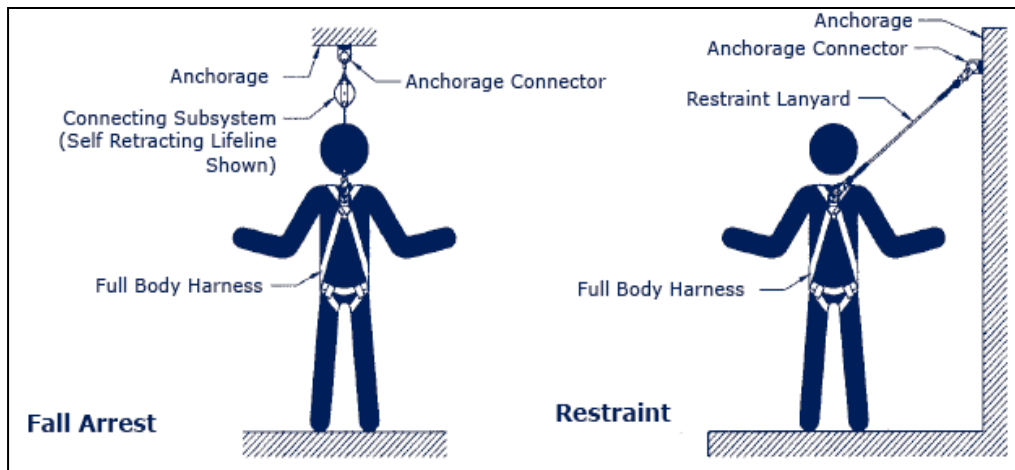 Anchorage
Anchorage Connector
Connecting Subsystem
(Self Retracting Lifeline
Shown)
Full Body Harness
Fall Arrest
Anchorage
Anchorage Connector
Restraint Lanyard
Full Body Harness
Restraint